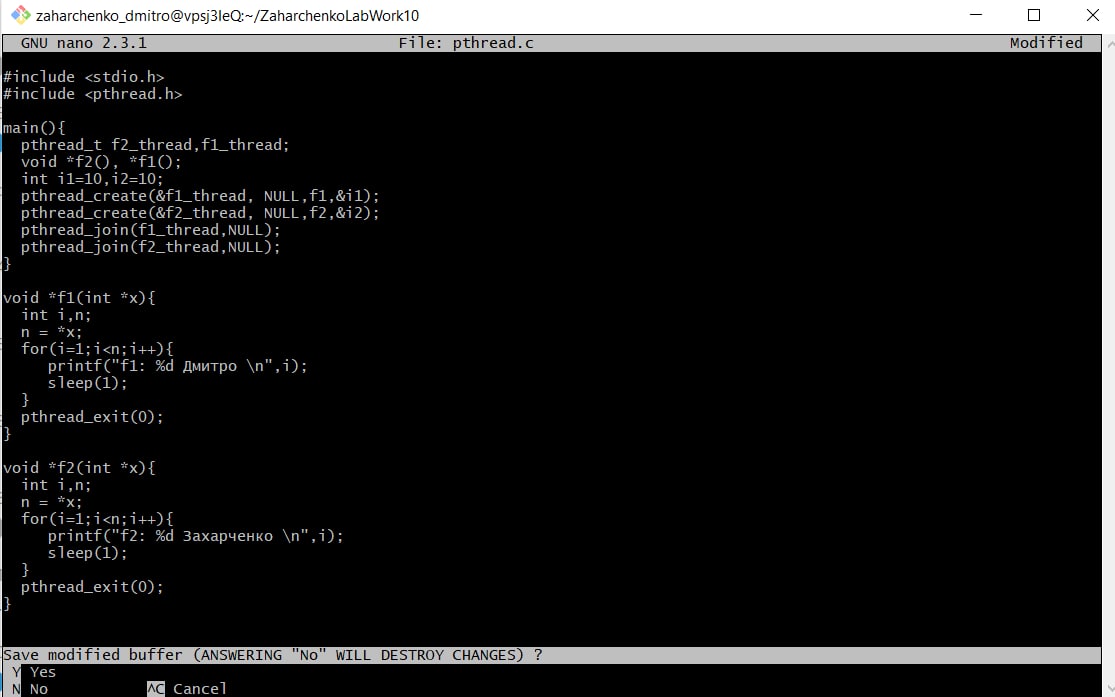 zaharchenko_dmitro@vpsj3IeQ:~/ZaharchenkoLabWork10
GNU nano 2.3.1 File: pthread.c Modified
#include <stdio.h>
#include <pthread.h>
main(){
  pthread_t f2_thread,f1_thread;
  void *f2(), *f1();
  int i1=10,i2=10;
  pthread_create(&f1_thread, NULL,f1,&i1);
  pthread_create(&f2_thread, NULL,f2,&i2);
  pthread_join(f1_thread,NULL);
  pthread_join(f2_thread,NULL);
}
void *f1(int *x){
  int i,n;
  n = *x;
  for(i=1;i<n;i++){
     printf("f1: %d Дмитро \n",i);
     sleep(1);
  }
  pthread_exit(0);
}
void *f2(int *x){
  int i,n;
  n = *x;
  for(i=1;i<n;i++){
     printf("f2: %d Захарченко \n",i);
     sleep(1);
  }
  pthread_exit(0);
}
Save modified buffer (ANSWERING "No" WILL DESTROY CHANGES) ?
Y Yes
N No ^C Cancel